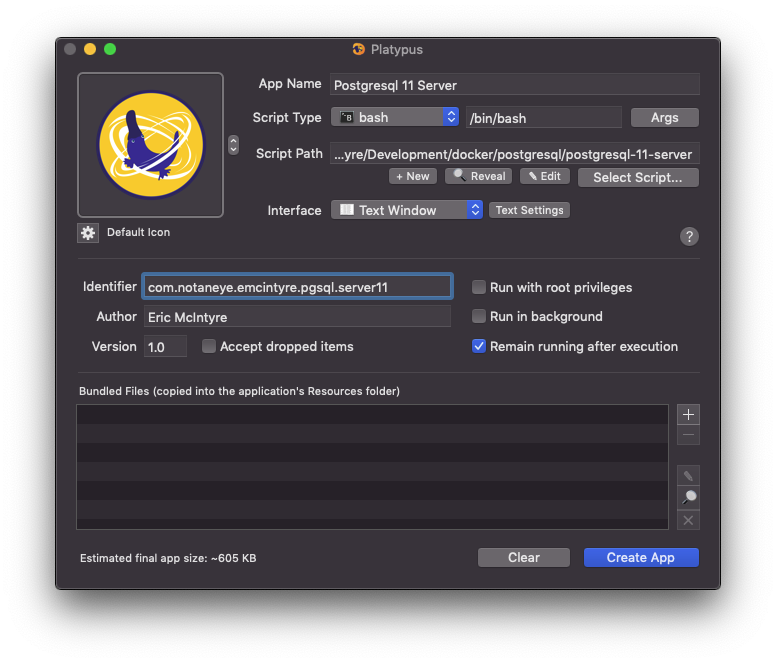 Platypus
App Name Postgresql 11 Server
Script Type bash /bin/bash Args
Script Path ...yre/Development/docker/postgresql/postgresql-11-server
+ New Reveal Edit Select Script...
Interface Text Window Text Settings
Default Icon ?
Identifier com.notaneye.emcintyre.pgsql.server11 Run with root privileges
Author Eric McIntyre Run in background
Version 1.0 Accept dropped items Remain running after execution
Bundled Files (copied into the application's Resources folder)
Estimated final app size: ~605 KB Clear Create App